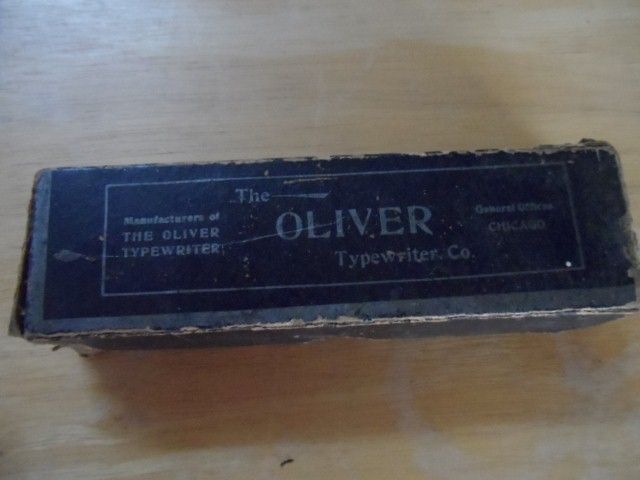 Manufacturers of
THE OLIVER
TYPEWRITER
The
OLIVER
Typewriter. Co.
General Offices
CHICAGO